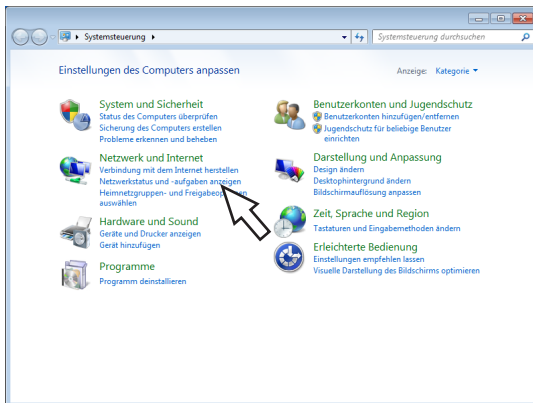 Systemsteuerung
Systemsteuerung durchsuchen
Einstellungen des Computers anpassen
Anzeige: Kategorie
System und Sicherheit
Status des Computers überprüfen
Sicherung des Computers erstellen
Probleme erkennen und beheben
Netzwerk und Internet
Verbindung mit dem Internet herstellen
Netzwerkstatus und -aufgaben anzeigen
Heimnetzgruppen- und
auswählen
Hardware und Sound
Geräte und Drucker anzeigen
Gerät hinzufügen
Programme
Programm deinstallieren
Benutzerkonten und Jugendschutz
Benutzerkonten hinzufügen/entfernen
Jugendschutz für beliebige Benutzer
einrichten
Darstellung und Anpassung
Design ändern
Desktophintergrund ändern
Bildschirmauflösung anpassen
Zeit, Sprache und Region
Tastaturen und Eingabemethoden ändern
Erleichterte Bedienung
Einstellungen empfehlen lassen
Visuelle Darstellung des Bildschirms optimieren